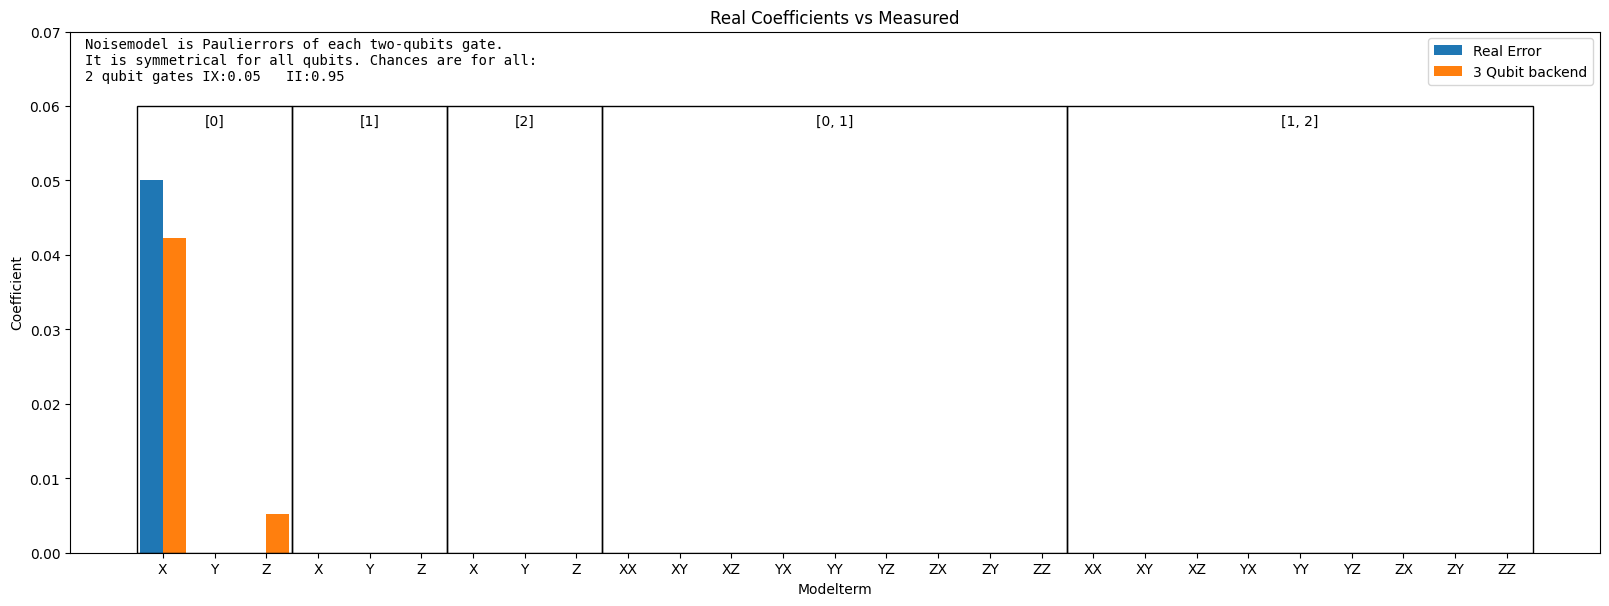 Real Coefficients vs Measured
Noisemodel is Paulierrors of each two-qubits gate.
It is symmetrical for all qubits. Chances are for all:
2 qubit gates IX:0.05   II:0.95
Real Error
3 Qubit backend
[0] [1] [2] [0, 1] [1, 2]
0.07
0.06
0.05
0.04
0.03
0.02
0.01
0.00
Coefficient
X Y Z X Y Z X Y Z XX XY XZ YX YY YZ ZX ZY ZZ XX XY XZ YX YY YZ ZX ZY ZZ
Modelterm